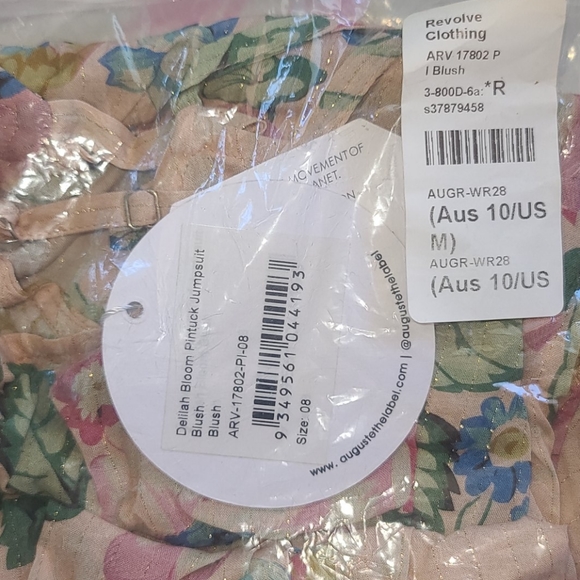 Revolve
Clothing
ARV 17802 P
I Blush
3-800D-6a: *R
s37879458
AUGR-WR28
(Aus 10/US
M)
AUGR-WR28
(Aus 10/US
MOVEMENT OF
ANET.
Delilah Bloom Pintuck Jumpsuit
Blush
Blush
ARV-17802-PI-08
9 349561 044193
Size: 08
www.augustethelabel.com | @augustethelabel